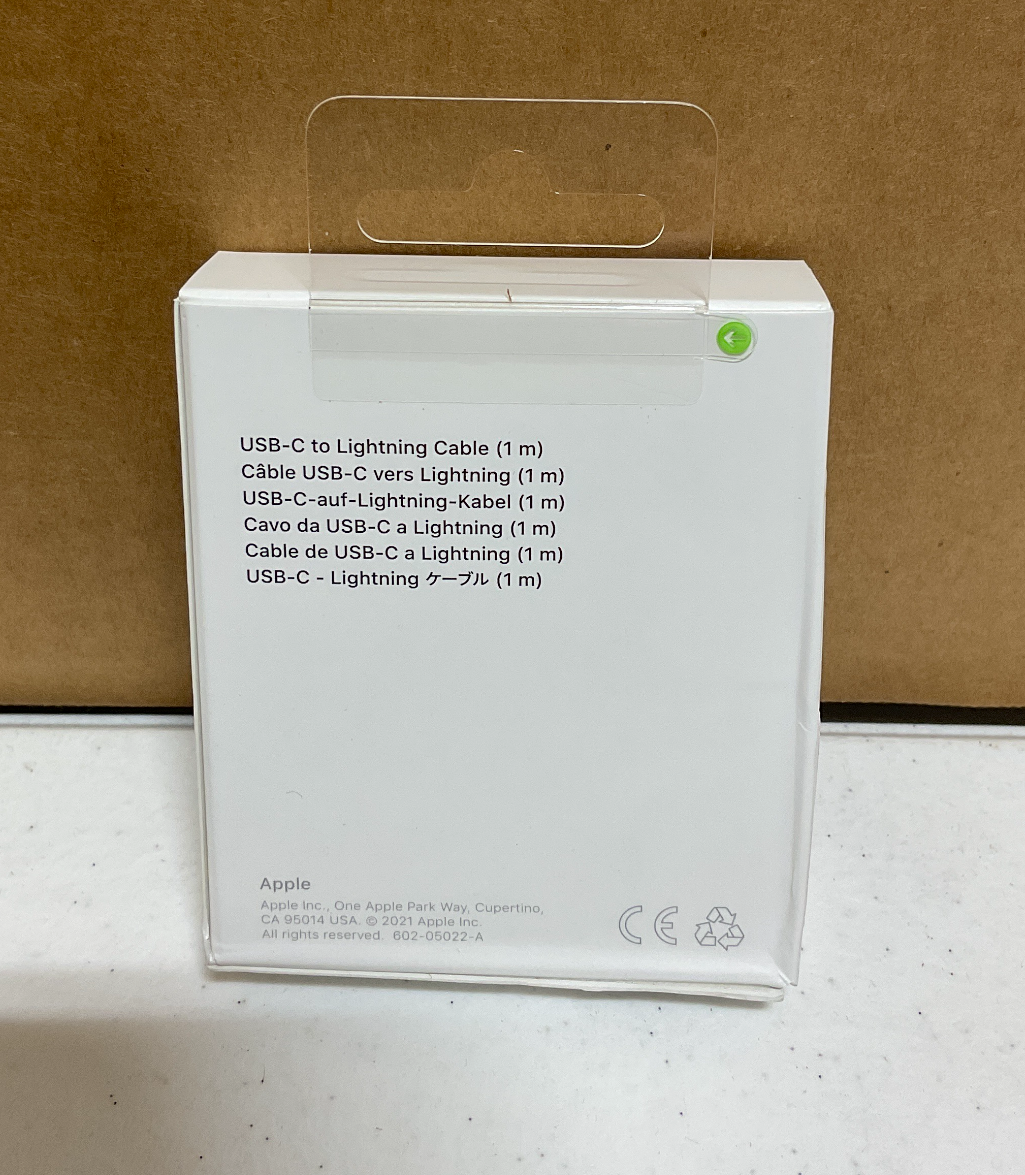 USB-C to Lightning Cable (1 m)
Câble USB-C vers Lightning (1 m)
USB-C-auf-Lightning-Kabel (1 m)
Cavo da USB-C a Lightning (1 m)
Cable de USB-C a Lightning (1 m)
USB-C - Lightning ケーブル (1 m)
Apple
Apple Inc., One Apple Park Way, Cupertino,
CA 95014 USA. © 2021 Apple Inc.
All rights reserved. 602-05022-A
CE